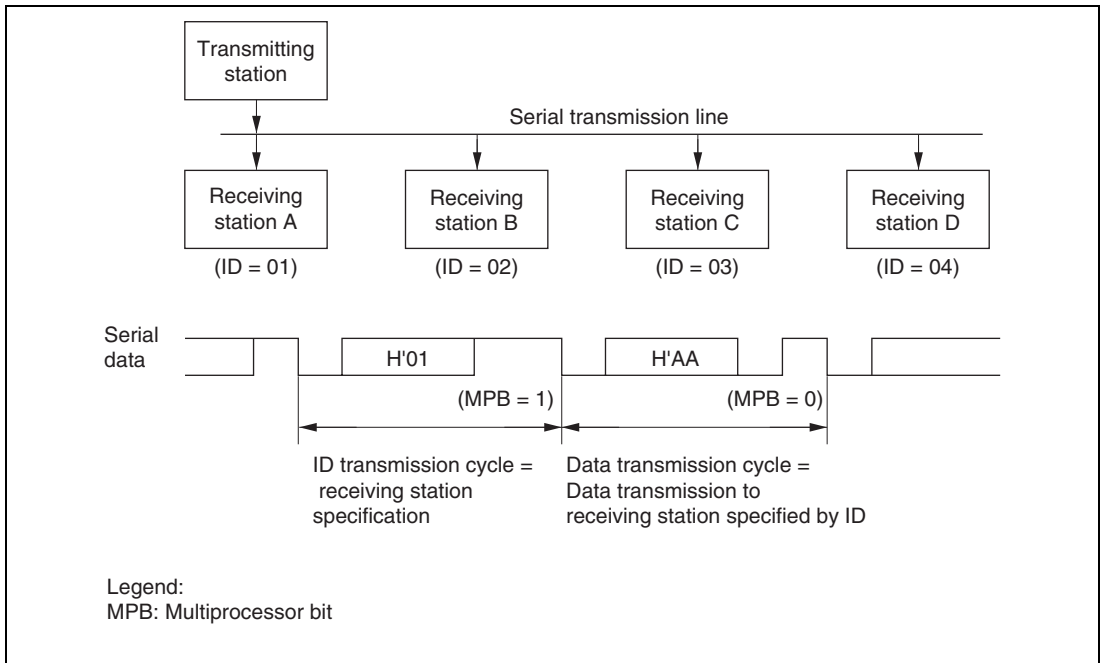 Transmitting
station
Serial transmission line
Receiving
station A
Receiving
station B
Receiving
station C
Receiving
station D
(ID = 01)
(ID = 02)
(ID = 03)
(ID = 04)
Serial
data
H'01
H'AA
(MPB = 1)
(MPB = 0)
ID transmission cycle =
receiving station
specification
Data transmission cycle =
Data transmission to
receiving station specified by ID
Legend:
MPB: Multiprocessor bit